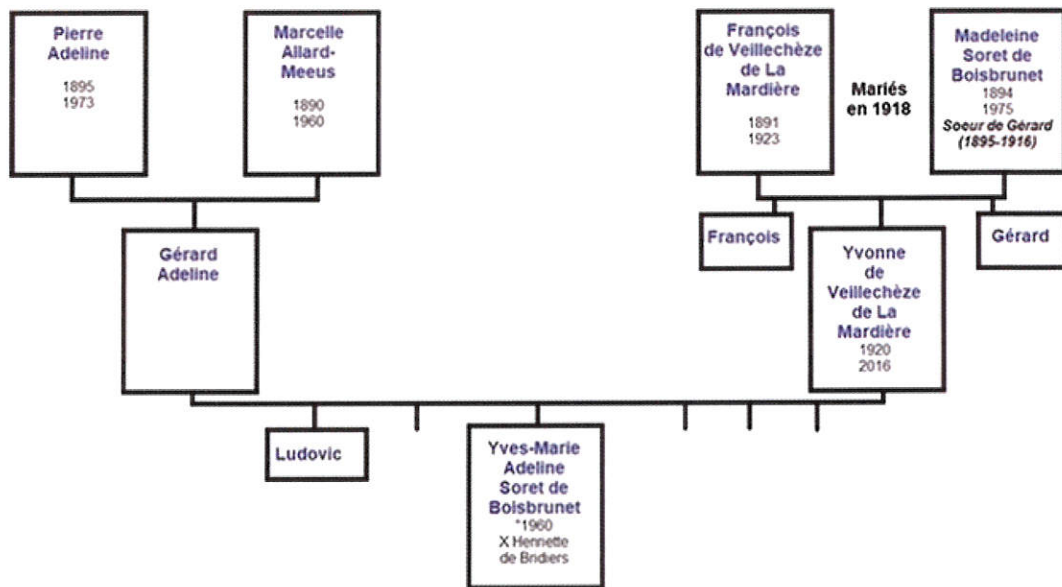 Pierre
Adeline
1895
1973
Marcelle
Allard-
Meeus
1890
1960
François
de Veillechèze
de La
Mardière
1891
1923
Mariés
en 1918
Madeleine
Soret de
Boisbrunet
1894
1975
Soeur de Gérard
(1895-1916)
Gérard
Adeline
François
Yvonne
de
Veillechèze
de La
Mardière
1920
2016
Gérard
Ludovic
Yves-Marie
Adeline
Soret de
Boisbrunet
*1960
X Henriette
de Bridiers